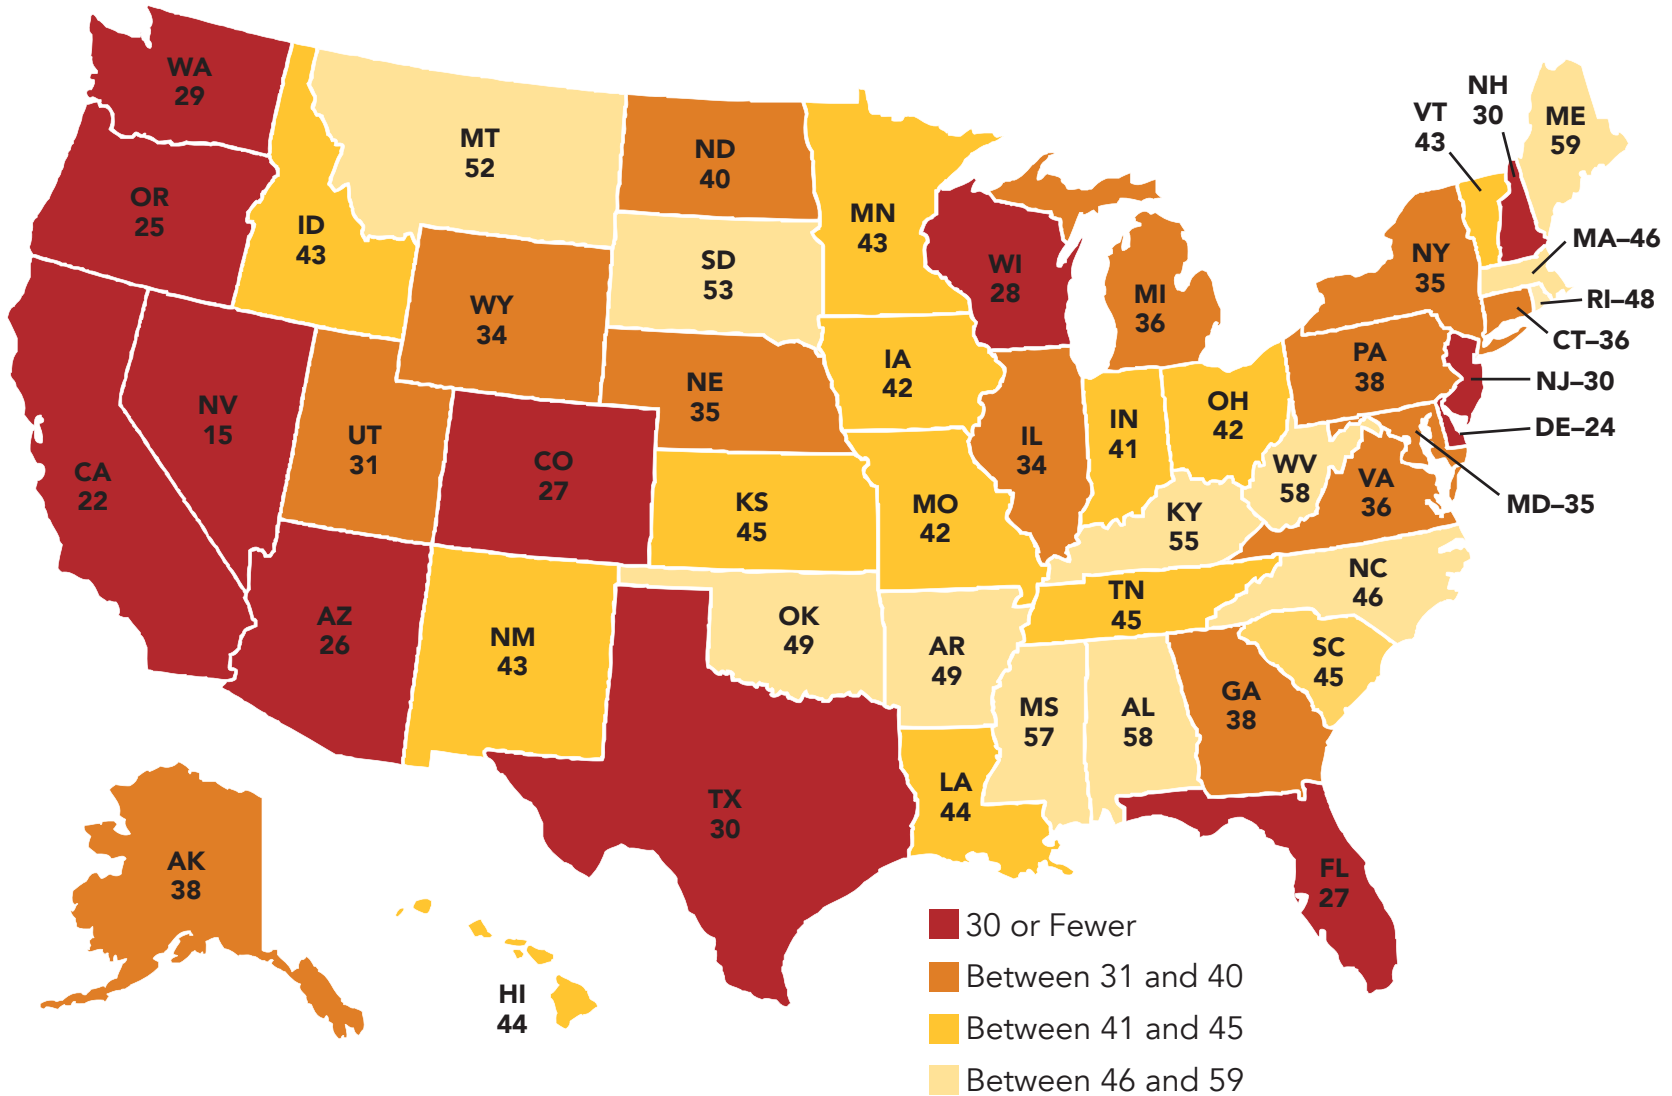 WA
29
OR
25
CA
22
NV
15
ID
43
MT
52
WY
34
UT
31
AZ
26
CO
27
NM
43
ND
40
SD
53
NE
35
KS
45
OK
49
TX
30
MN
43
IA
42
MO
42
AR
49
LA
44
WI
28
IL
34
MI
36
IN
41
OH
42
KY
55
TN
45
MS
57
AL
58
GA
38
FL
27
SC
45
NC
46
VA
36
WV
58
PA
38
NY
35
VT
43
NH
30
ME
59
MA–46
RI–48
CT–36
NJ–30
DE–24
MD–35
AK
38
HI
44
30 or Fewer
Between 31 and 40
Between 41 and 45
Between 46 and 59